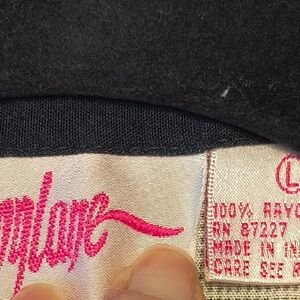 L
100% RAYO
RN 87227
MADE IN IN
CARE SEE